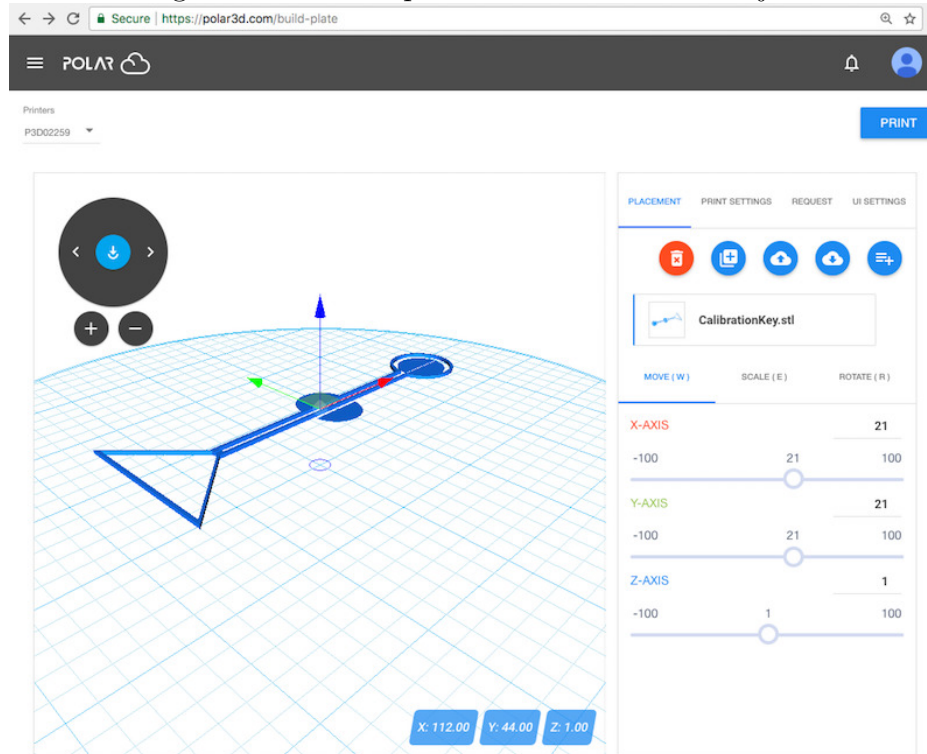 Secure | https://polar3d.com/build-plate
POLAR
Printers
P3D02259
PRINT
PLACEMENT PRINT SETTINGS REQUEST UI SETTINGS
CalibrationKey.stl
MOVE ( W ) SCALE ( E ) ROTATE ( R )
X-AXIS 21
-100 21 100
Y-AXIS 21
-100 21 100
Z-AXIS 1
-100 1 100
X: 112.00 Y: 44.00 Z: 1.00